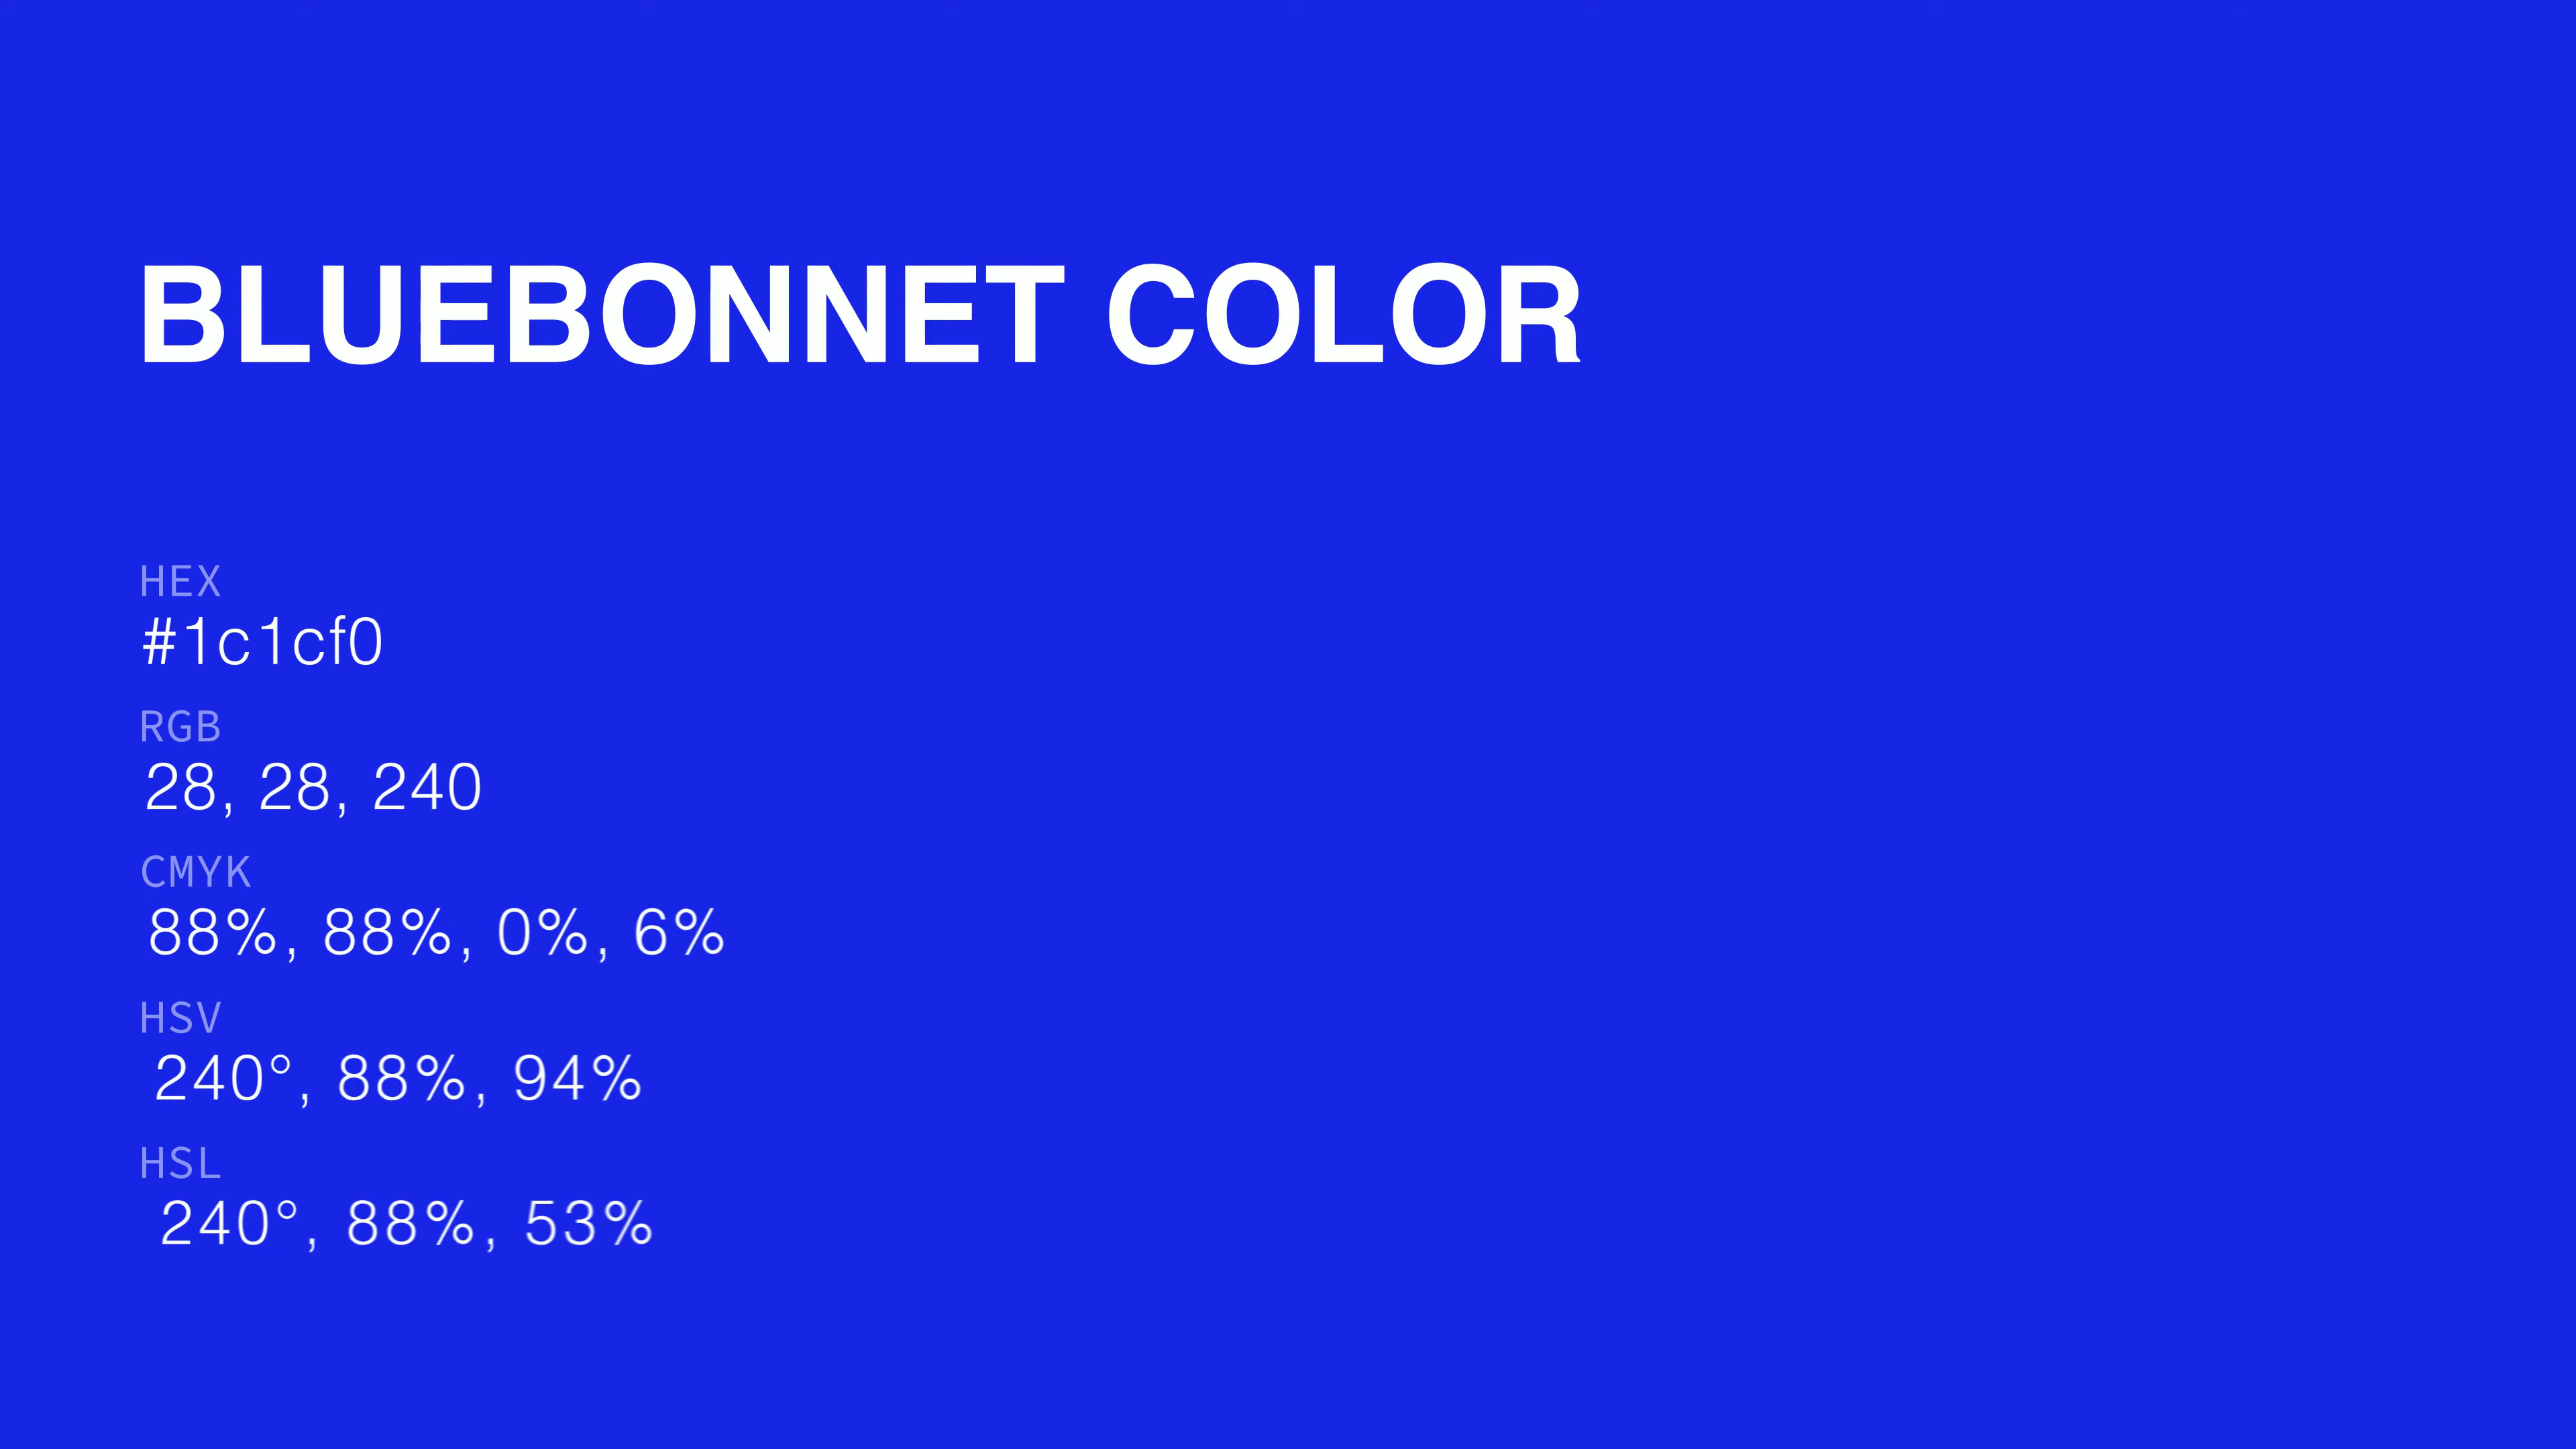 BLUEBONNET COLOR
HEX
#1c1cf0
RGB
28, 28, 240
CMYK
88%, 88%, 0%, 6%
HSV
240°, 88%, 94%
HSL
240°, 88%, 53%